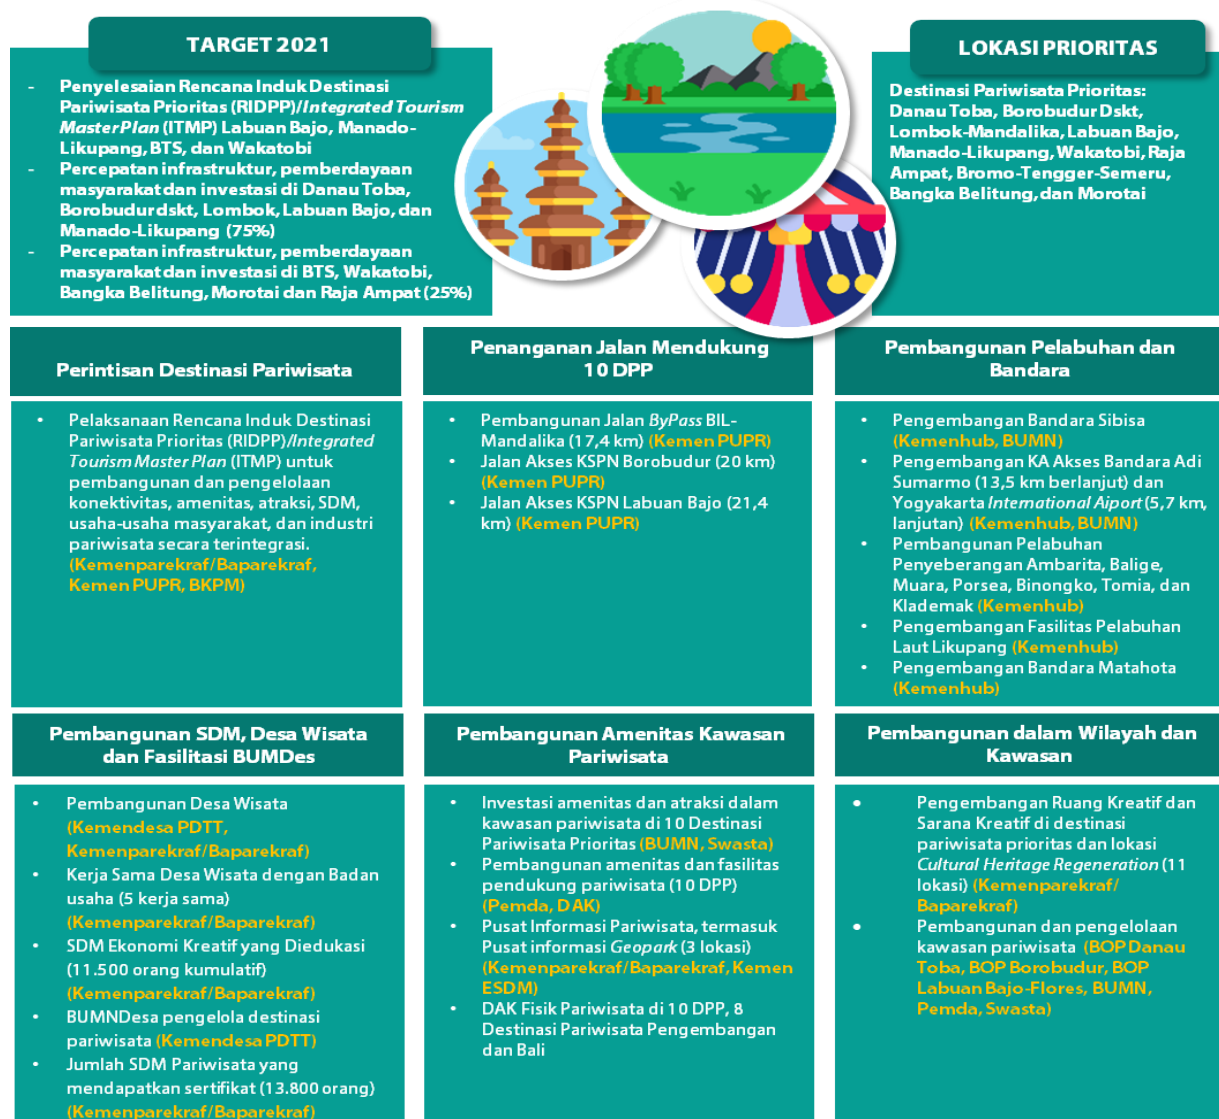 TARGET 2021
- Penyelesaian Rencana Induk Destinasi
Pariwisata Prioritas (RIDPP)/Integrated Tourism
MasterPlan (ITMP) Labuan Bajo, Manado-
Likupang, BTS, dan Wakatobi
- Percepatan infrastruktur, pemberdayaan
masyarakat dan investasi di Danau Toba,
Borobudur dskt, Lombok, Labuan Bajo, dan
Manado-Likupang (75%)
- Percepatan infrastruktur, pemberdayaan
masyarakat dan investasi di BTS, Wakatobi,
Bangka Belitung, Morotai dan Raja Ampat (25%)
LOKASI PRIORITAS
Destinasi Pariwisata Prioritas:
Danau Toba, Borobudur Dskt,
Lombok-Mandalika, Labuan Bajo,
Manado-Likupang, Wakatobi, Raja
Ampat, Bromo-Tengger-Semeru,
Bangka Belitung, dan Morotai
Perintisan Destinasi Pariwisata
• Pelaksanaan Rencana Induk Destinasi
Pariwisata Prioritas (RIDPP)/Integrated
Tourism Master Plan (ITMP) untuk
pembangunan dan pengelolaan
konektivitas, amenitas, atraksi, SDM,
usaha-usaha masyarakat, dan industri
pariwisata secara terintegrasi.
(Kemenparekraf/Baparekraf,
Kemen PUPR, BKPM)
Penanganan Jalan Mendukung
10 DPP
• Pembangunan Jalan ByPass BIL-
Mandalika (17,4 km) (Kemen PUPR)
• Jalan Akses KSPN Borobudur (20 km)
(Kemen PUPR)
• Jalan Akses KSPN Labuan Bajo (21,4
km) (Kemen PUPR)
Pembangunan Pelabuhan dan
Bandara
• Pengembangan Bandara Sibisa
(Kemenhub, BUMN)
• Pengembangan KA Akses Bandara Adi
Sumarmo (13,5 km berlanjut) dan
Yogyakarta International Aiport (5,7 km,
lanjutan) (Kemenhub, BUMN)
• Pembangunan Pelabuhan
Penyeberangan Ambarita, Balige,
Muara, Porsea, Binongko, Tomia, dan
Klademak (Kemenhub)
• Pengembangan Fasilitas Pelabuhan
Laut Likupang (Kemenhub)
• Pengembangan Bandara Matahota
(Kemenhub)
Pembangunan SDM, Desa Wisata
dan Fasilitasi BUMDes
• Pembangunan Desa Wisata
(Kemendesa PDTT,
Kemenparekraf/Baparekraf)
• Kerja Sama Desa Wisata dengan Badan
usaha (5 kerja sama)
(Kemenparekraf/Baparekraf)
• SDM Ekonomi Kreatif yang Diedukasi
(11.500 orang kumulatif)
(Kemenparekraf/Baparekraf)
• BUMNDesa pengelola destinasi
pariwisata (Kemendesa PDTT)
• Jumlah SDM Pariwisata yang
mendapatkan sertifikat (13.800 orang)
(Kemenparekraf/Baparekraf)
Pembangunan Amenitas Kawasan
Pariwisata
• Investasi amenitas dan atraksi dalam
kawasan pariwisata di 10 Destinasi
Pariwisata Prioritas (BUMN, Swasta)
• Pembangunan amenitas dan fasilitas
pendukung pariwisata (10 DPP)
(Pemda, DAK)
• Pusat Informasi Pariwisata, termasuk
Pusat informasi Geopark (3 lokasi)
(Kemenparekraf/Baparekraf, Kemen
ESDM)
• DAK Fisik Pariwisata di 10 DPP, 8
Destinasi Pariwisata Pengembangan
dan Bali
Pembangunan dalam Wilayah dan
Kawasan
• Pengembangan Ruang Kreatif dan
Sarana Kreatif di destinasi
pariwisata prioritas dan lokasi
Cultural Heritage Regeneration (11
lokasi) (Kemenparekraf/
Baparekraf)
• Pembangunan dan pengelolaan
kawasan pariwisata (BOP Danau
Toba, BOP Borobudur, BOP
Labuan Bajo-Flores, BUMN,
Pemda, Swasta)